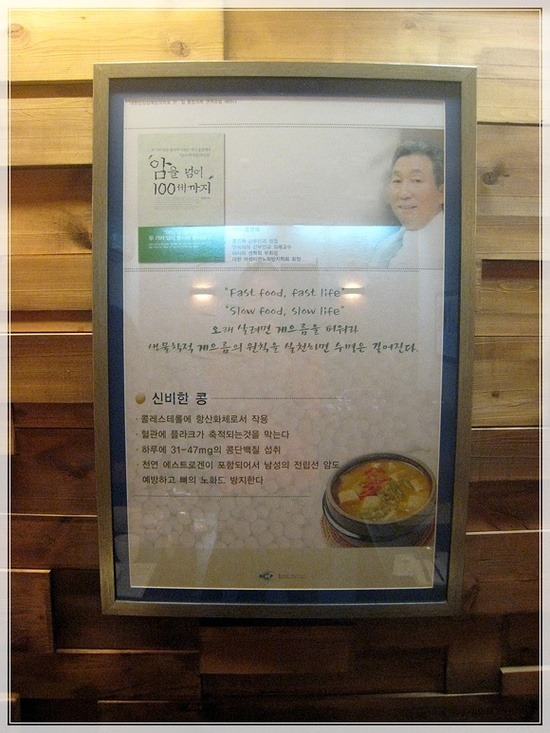 암을 넘어
100세까지
"Fast food, fast life"
"Slow food, slow life"
오래 살려면 게으름을 피워라
생물학적 게으름의 원칙을 실천하면 수명은 길어진다.
신비한 콩
· 콜레스테롤에 항산화제로서 작용
· 혈관에 플라크가 축적되는것을 막는다
· 하루에 31-47mg의 콩단백질 섭취
· 천연 에스트로겐이 포함되어서 남성의 전립선 암도
예방하고 뼈의 노화도 방지한다